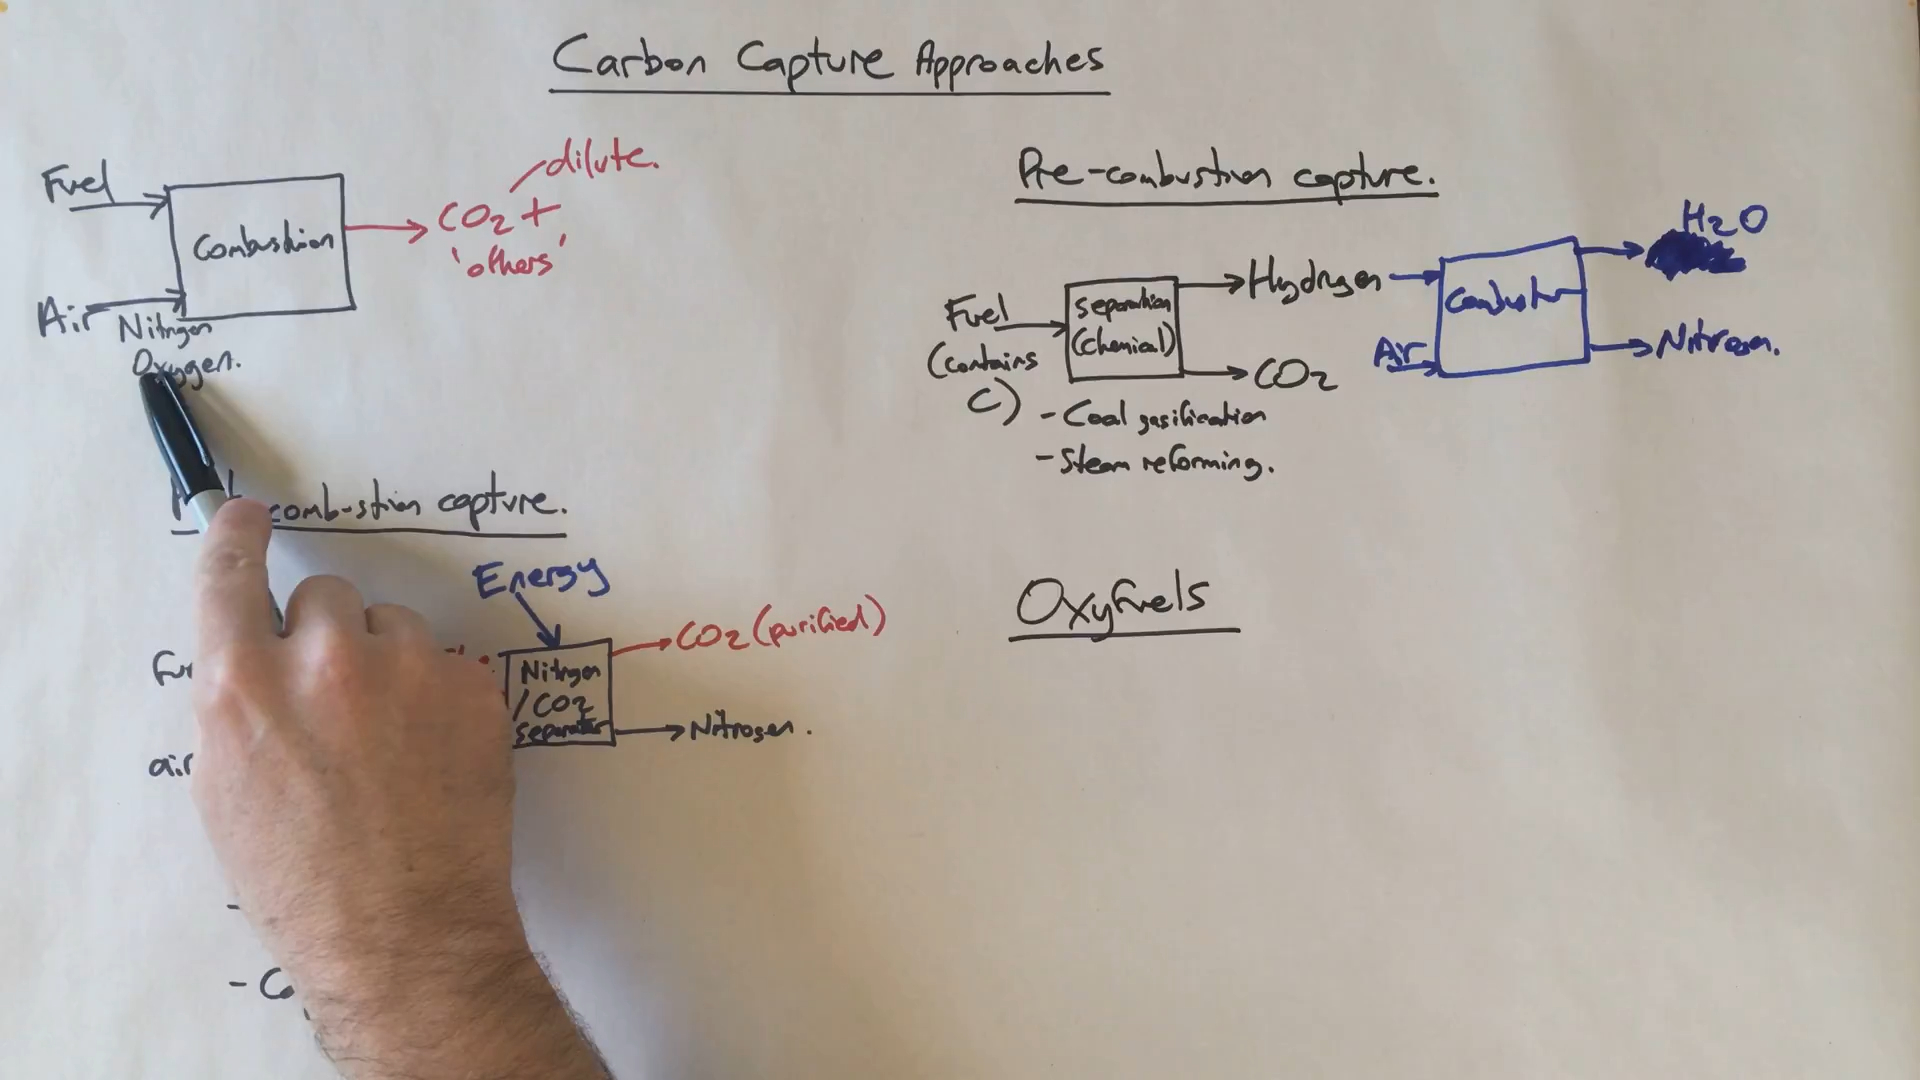 Carbon Capture Approaches
dilute.
Fuel
Combustion
CO2 +
'others'
Air
Nitrogen
Oxygen.
Pre-combustion capture.
H2O
Hydrogen
Fuel
(contains
C)
Separation
(chemical)
CO2
Air
Nitrogen.
- Coal gasification
- Steam reforming.
combustion capture.
Energy
CO2 (purified)
Nitrogen
/CO2
Separator
Nitrogen.
air
Oxyfuels